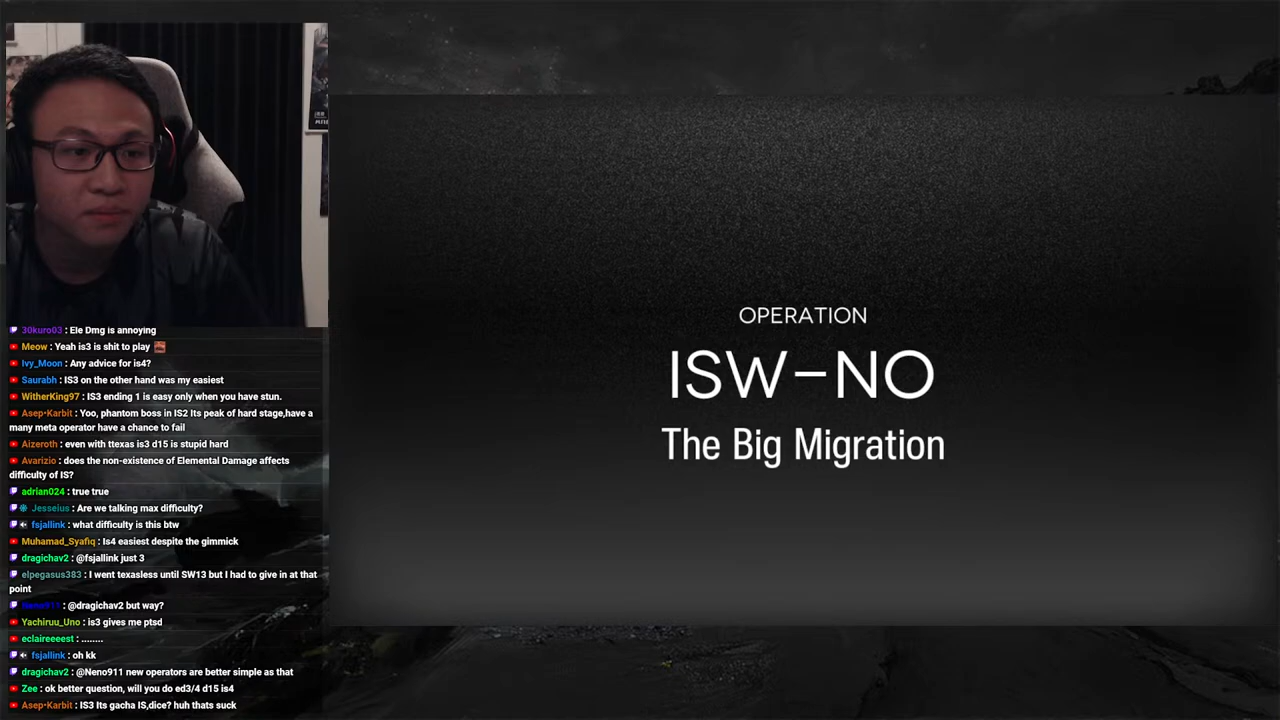 30kuro03 : Ele Dmg is annoying
Meow : Yeah is3 is shit to play
Ivy_Moon : Any advice for is4?
Saurabh : IS3 on the other hand was my easiest
WitherKing97 : IS3 ending 1 is easy only when you have stun.
Asep•Karbit : Yoo, phantom boss in IS2 Its peak of hard stage,have a
many meta operator have a chance to fail
Aizeroth : even with ttexas is3 d15 is stupid hard
Avarizio : does the non-existence of Elemental Damage affects
difficulty of IS?
adrian024 : true true
Jesseius : Are we talking max difficulty?
fsjallink : what difficulty is this btw
Muhamad_Syafiq : Is4 easiest despite the gimmick
dragichav2 : @fsjallink just 3
elpegasus383 : I went texasless until SW13 but I had to give in at that
point
Neno911 : @dragichav2 but way?
Yachiruu_Uno : is3 gives me ptsd
eclaireeeest : ........
fsjallink : oh kk
dragichav2 : @Neno911 new operators are better simple as that
Zee : ok better question, will you do ed3/4 d15 is4
Asep•Karbit : IS3 Its gacha IS,dice? huh thats suck
OPERATION
ISW-NO
The Big Migration